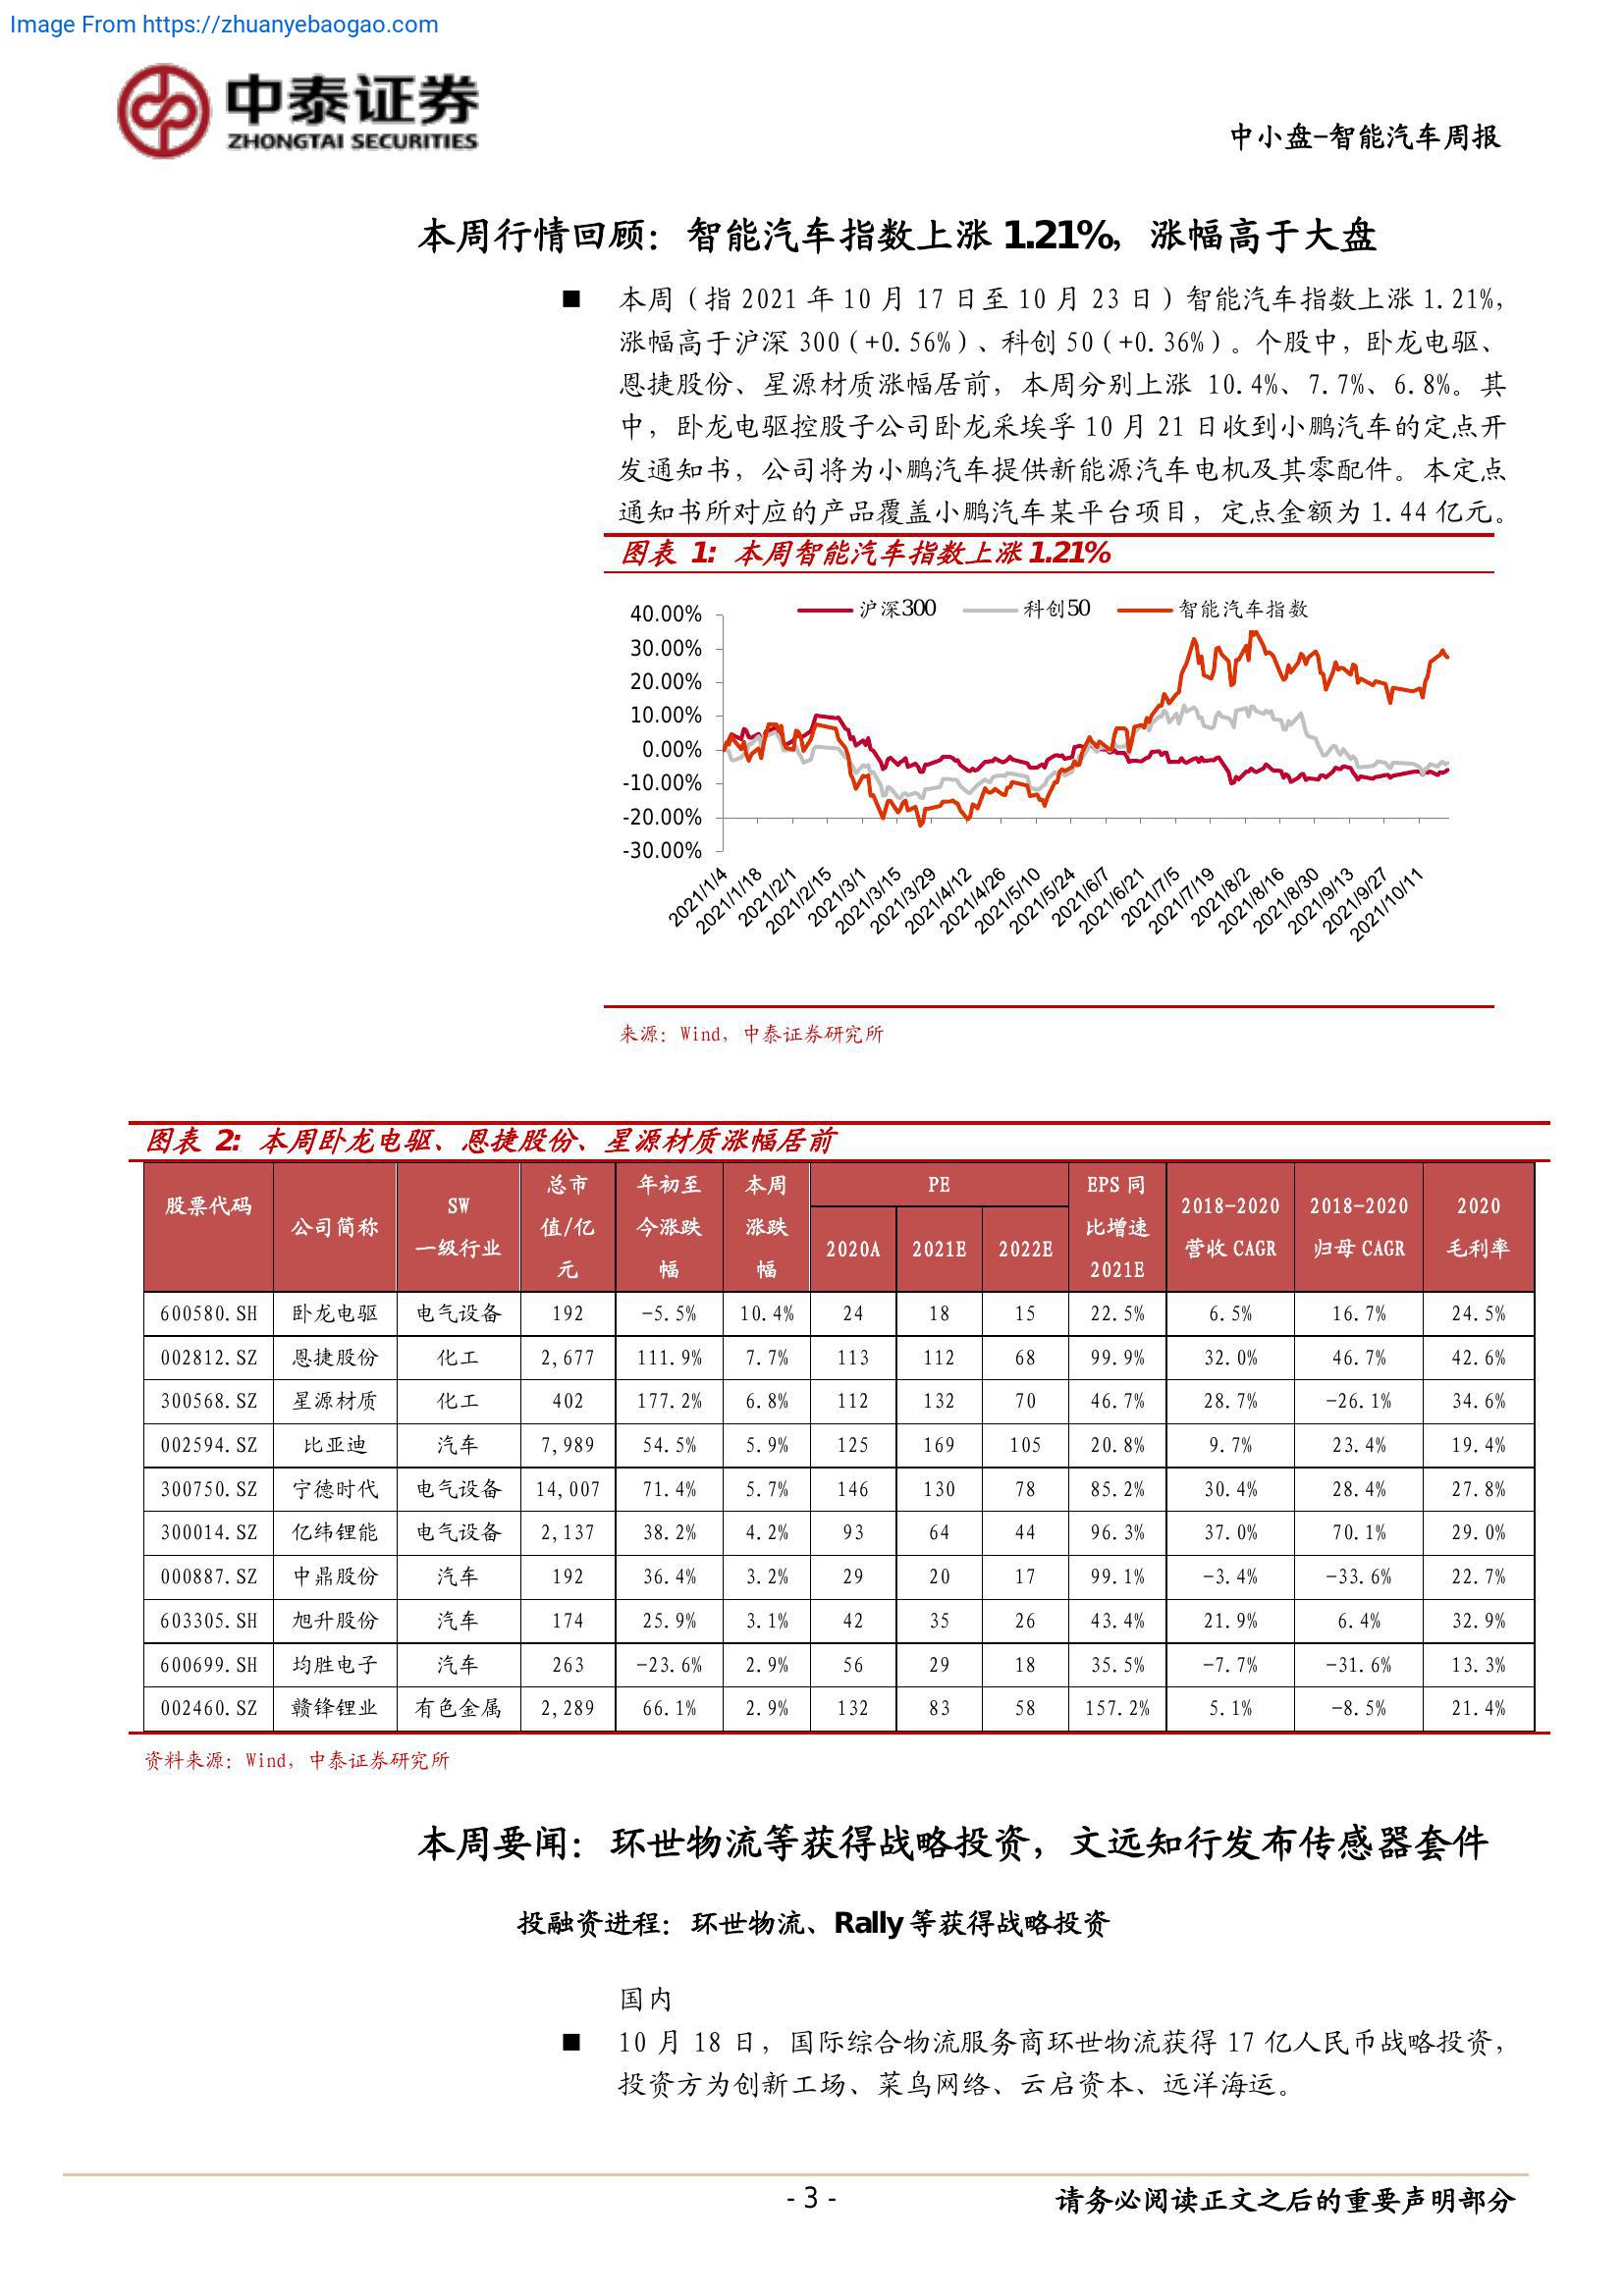 Image From https://zhuanyebaogao.com
中泰证券
ZHONGTAI SECURITIES
中小盘-智能汽车周报
本周行情回顾：智能汽车指数上涨 1.21%，涨幅高于大盘
■ 本周（指 2021 年 10 月 17 日至 10 月 23 日）智能汽车指数上涨 1.21%，
涨幅高于沪深 300（+0.56%）、科创 50（+0.36%）。个股中，卧龙电驱、
恩捷股份、星源材质涨幅居前，本周分别上涨 10.4%、7.7%、6.8%。其
中，卧龙电驱控股子公司卧龙采埃孚 10 月 21 日收到小鹏汽车的定点开
发通知书，公司将为小鹏汽车提供新能源汽车电机及其零配件。本定点
通知书所对应的产品覆盖小鹏汽车某平台项目，定点金额为 1.44 亿元。
图表 1：本周智能汽车指数上涨 1.21%
沪深300 科创50 智能汽车指数
40.00%
30.00%
20.00%
10.00%
0.00%
-10.00%
-20.00%
-30.00%
2021/1/4 2021/1/18 2021/2/1 2021/2/15 2021/3/1 2021/3/15 2021/3/29 2021/4/12 2021/4/26 2021/5/10 2021/5/24 2021/6/7 2021/6/21 2021/7/5 2021/7/19 2021/8/2 2021/8/16 2021/8/30 2021/9/13 2021/9/27 2021/10/11
来源：Wind，中泰证券研究所
图表 2：本周卧龙电驱、恩捷股份、星源材质涨幅居前
股票代码 公司简称 SW 一级行业 总市值/亿元 年初至今涨跌幅 本周涨跌幅 PE 2020A 2021E 2022E EPS 同比增速 2021E 2018-2020 营收 CAGR 2018-2020 归母 CAGR 2020 毛利率
600580.SH 卧龙电驱 电气设备 192 -5.5% 10.4% 24 18 15 22.5% 6.5% 16.7% 24.5%
002812.SZ 恩捷股份 化工 2,677 111.9% 7.7% 113 112 68 99.9% 32.0% 46.7% 42.6%
300568.SZ 星源材质 化工 402 177.2% 6.8% 112 132 70 46.7% 28.7% -26.1% 34.6%
002594.SZ 比亚迪 汽车 7,989 54.5% 5.9% 125 169 105 20.8% 9.7% 23.4% 19.4%
300750.SZ 宁德时代 电气设备 14,007 71.4% 5.7% 146 130 78 85.2% 30.4% 28.4% 27.8%
300014.SZ 亿纬锂能 电气设备 2,137 38.2% 4.2% 93 64 44 96.3% 37.0% 70.1% 29.0%
000887.SZ 中鼎股份 汽车 192 36.4% 3.2% 29 20 17 99.1% -3.4% -33.6% 22.7%
603305.SH 旭升股份 汽车 174 25.9% 3.1% 42 35 26 43.4% 21.9% 6.4% 32.9%
600699.SH 均胜电子 汽车 263 -23.6% 2.9% 56 29 18 35.5% -7.7% -31.6% 13.3%
002460.SZ 赣锋锂业 有色金属 2,289 66.1% 2.9% 132 83 58 157.2% 5.1% -8.5% 21.4%
资料来源：Wind，中泰证券研究所
本周要闻：环世物流等获得战略投资，文远知行发布传感器套件
投融资进程：环世物流、Rally 等获得战略投资
国内
■ 10 月 18 日，国际综合物流服务商环世物流获得 17 亿人民币战略投资，
投资方为创新工场、菜鸟网络、云启资本、远洋海运。
- 3 -
请务必阅读正文之后的重要声明部分